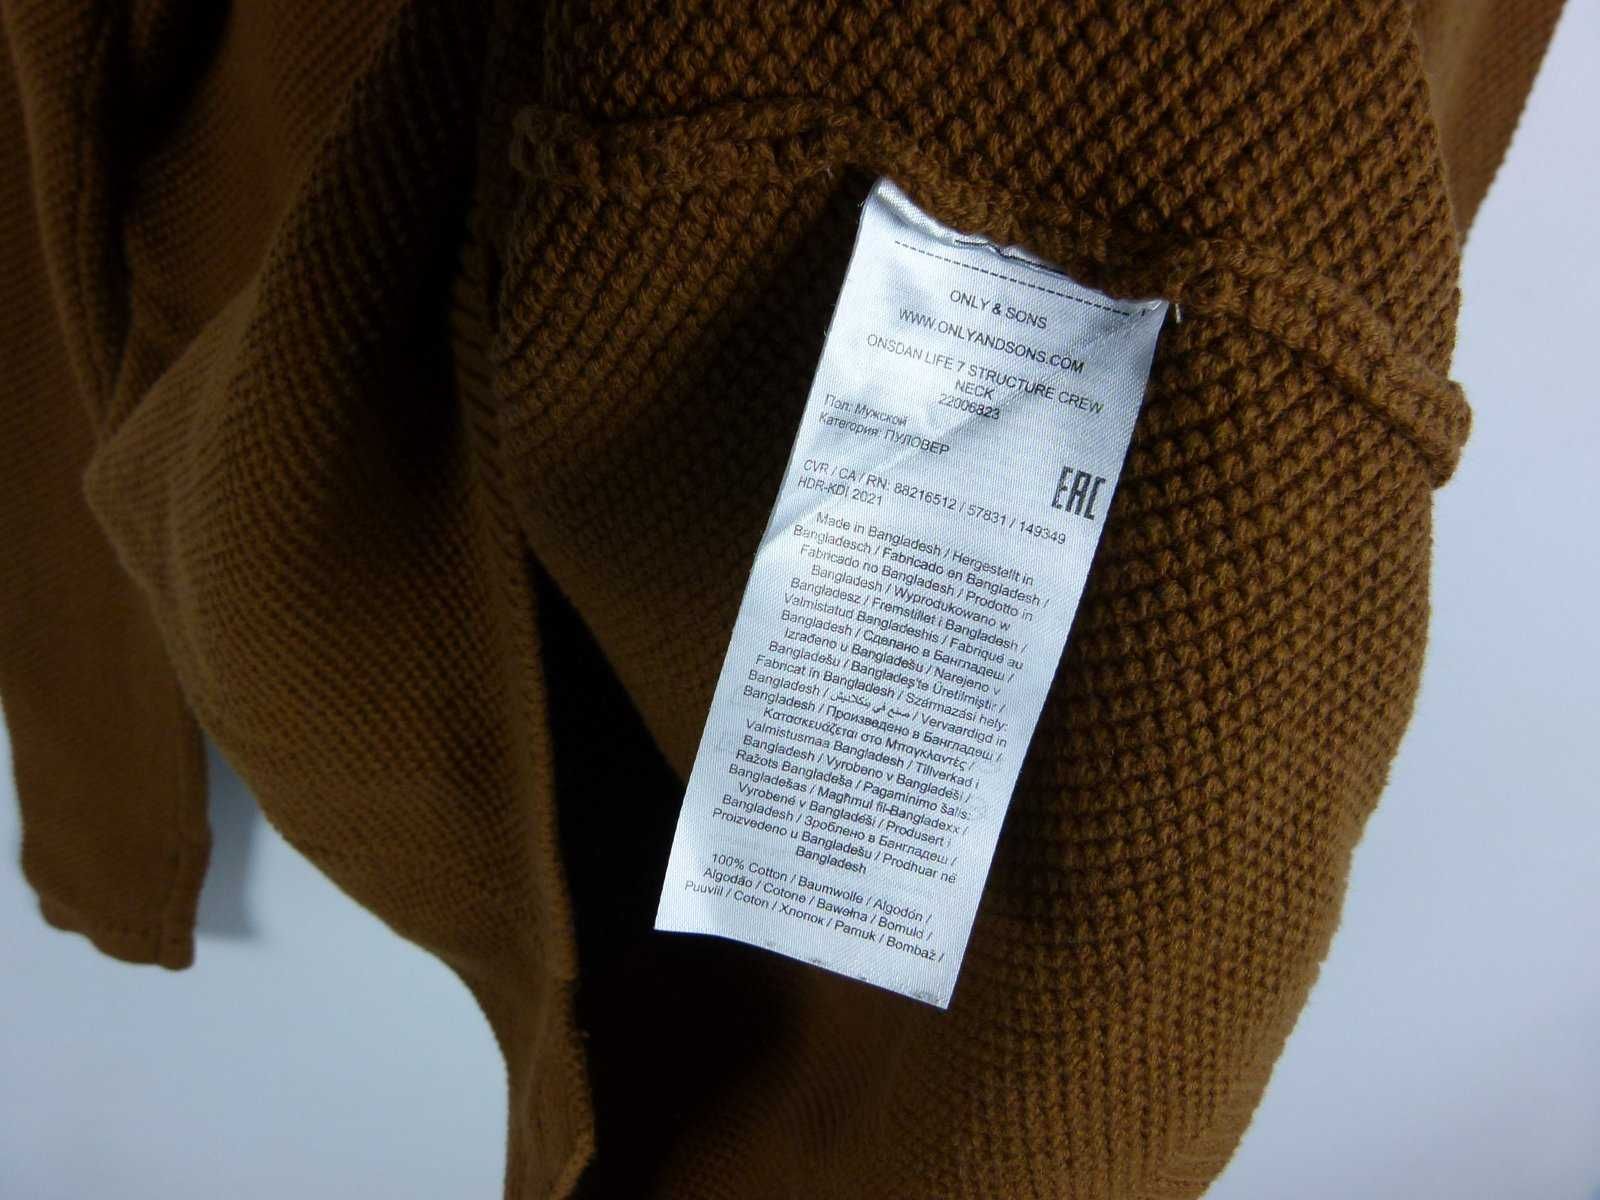 ONLY & SONS
WWW.ONLYANDSONS.COM
ONSDAN LIFE 7 STRUCTURE CREW
NECK
22006823
Пол: Мужской
Категория: ПУЛОВЕР
EAC
CVR / CA / RN: 88216512 / 57831 / 149349
HDR-KDI 2021
Made in Bangladesh / Hergestellt in
Bangladesch / Fabricado en Bangladesh /
Fabricado no Bangladesh / Prodotto in
Bangladesh / Wyprodukowano w
Bangladesz / Fremstillet i Bangladesh /
Valmistatud Bangladeshis / Fabriqué au
Bangladesh / Сделано в Бангладеш /
Izrađeno u Bangladešu / Narejeno v
Bangladešu / Bangladeş'te Üretilmiştir /
Fabricat în Bangladesh / Származási hely:
Bangladesh / صنع في بنگلاديش / Vervaardigd in
Bangladesh / Произведено в Бангладеш /
Κατασκευάζεται στο Μπαγκλαντές /
Valmistusmaa Bangladesh / Tillverkad i
Bangladesh / Vyrobeno v Bangladéši /
Ražots Bangladeša / Pagaminimo šalis:
Bangladešas / Magħmul fil-Bangladexx /
Vyrobené v Bangladéši / Produsert i
Bangladesh / Зроблено в Бангладеш /
Proizvedeno u Bangladešu / Prodhuar në
Bangladesh
100% Cotton / Baumwolle / Algodón /
Algodão / Cotone / Bawełna / Bomuld /
Puuvill / Coton / Хлопок / Pamuk / Bombaž /